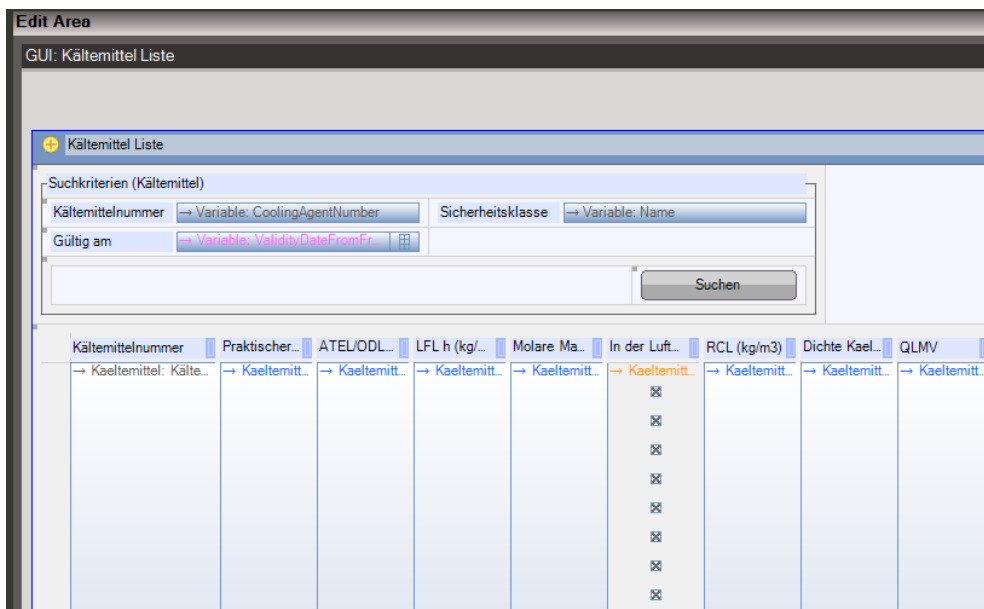 Edit Area
GUI: Kältemittel Liste
Kältemittel Liste
Suchkriterien (Kältemittel)
Kältemittelnummer → Variable: CoolingAgentNumber Sicherheitsklasse → Variable: Name
Gültig am → Variable: ValidityDateFromFr...
Suchen
Kältemittelnummer Praktischer... ATEL/ODL... LFL h (kg/... Molare Ma... In der Luft... RCL (kg/m3) Dichte Kael... QLMV
→ Kaeltemittel: Kälte... → Kaeltemitt... → Kaeltemitt... → Kaeltemitt... → Kaeltemitt... → Kaeltemitt... → Kaeltemitt... → Kaeltemitt... → Kaeltemitt...